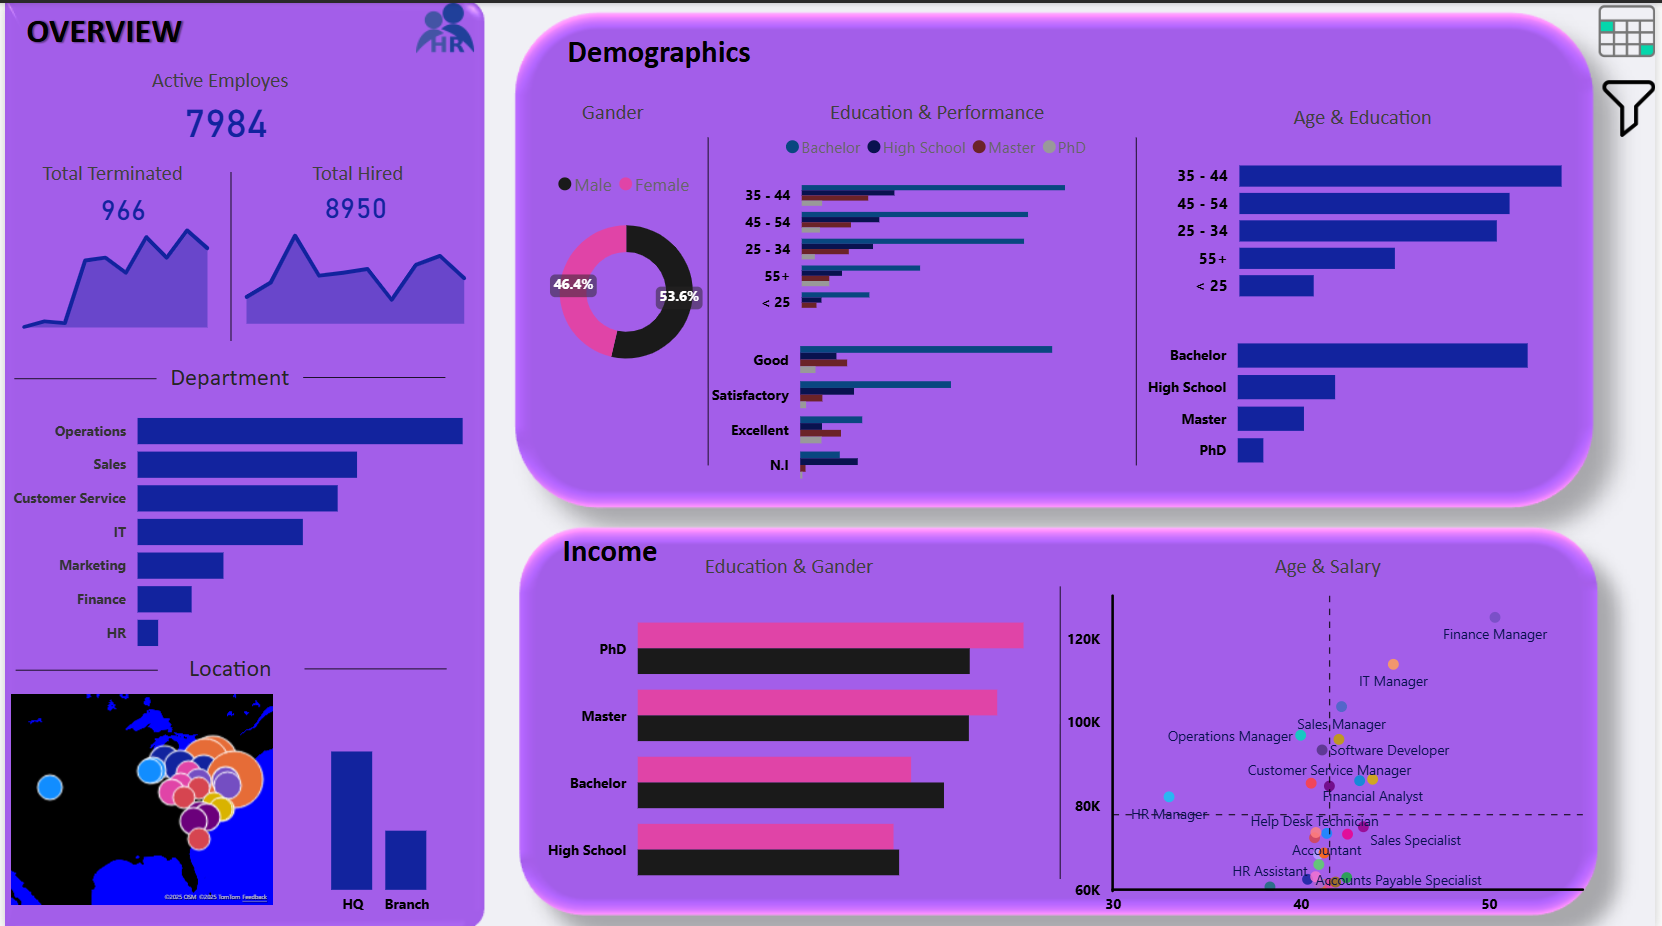 OVERVIEW
HR
Active Employes
7984
Total Terminated
966
Total Hired
8950
Department
Operations
Sales
Customer Service
IT
Marketing
Finance
HR
Location
©2025 OSM ©2025 TomTom Feedback
HQ
Branch
Demographics
Gander
Male Female
46.4%
53.6%
Education & Performance
Bachelor High School Master PhD
35 - 44
45 - 54
25 - 34
55+
< 25
Good
Satisfactory
Excellent
N.I
Age & Education
35 - 44
45 - 54
25 - 34
55+
< 25
Bachelor
High School
Master
PhD
Income
Education & Gander
PhD
Master
Bachelor
High School
Age & Salary
120K
100K
80K
60K
Finance Manager
IT Manager
Sales Manager
Operations Manager
Software Developer
Customer Service Manager
Financial Analyst
HR Manager
Help Desk Technician
Sales Specialist
Accountant
HR Assistant
Accounts Payable Specialist
30
40
50